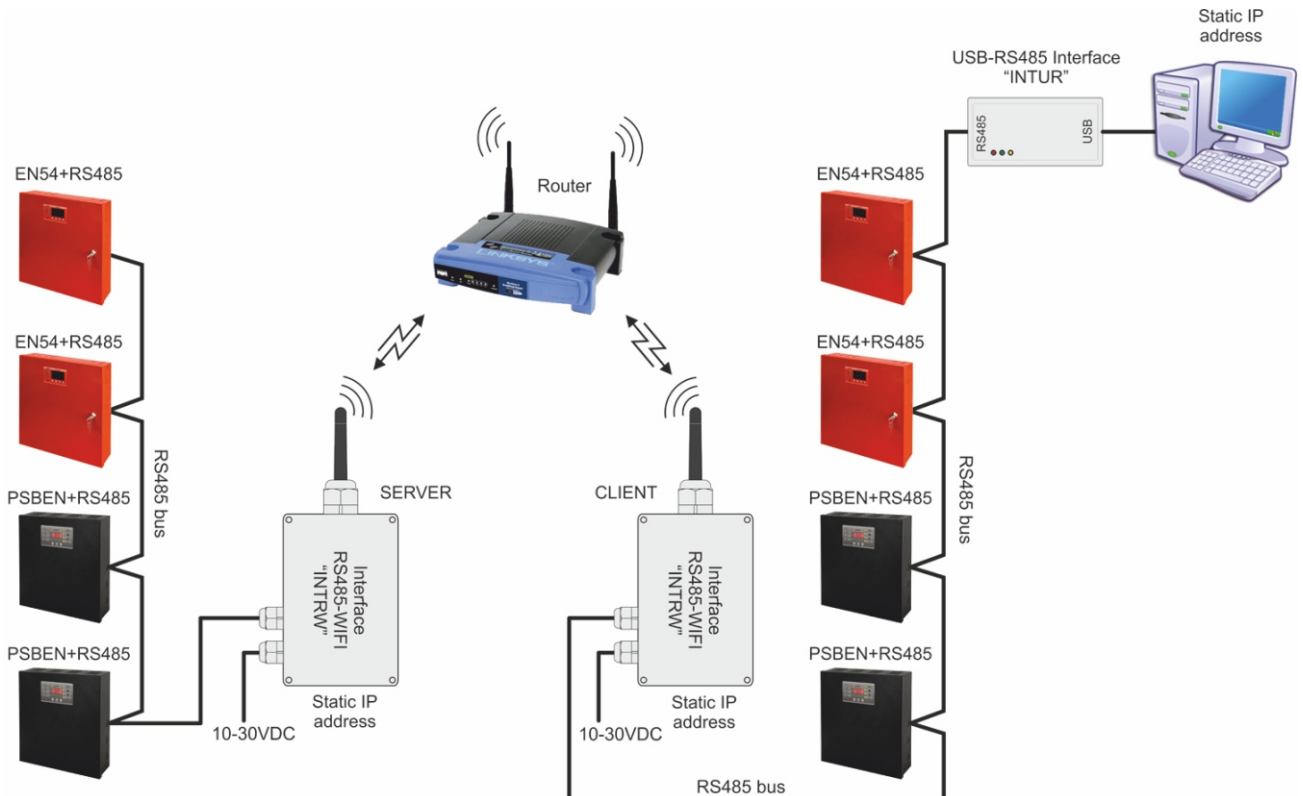 Static IP
address
USB-RS485 Interface
“INTUR”
RS485
USB
EN54+RS485
Router
EN54+RS485
LINKSYS
EN54+RS485
EN54+RS485
RS485 bus
RS485 bus
PSBEN+RS485
SERVER
CLIENT
PSBEN+RS485
Interface
RS485-WIFI
“INTRW”
Interface
RS485-WIFI
“INTRW”
PSBEN+RS485
PSBEN+RS485
Static IP
address
Static IP
address
10-30VDC
10-30VDC
RS485 bus